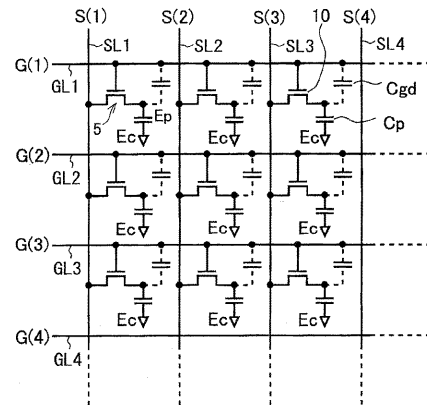 S(1) S(2) S(3) S(4)
SL1 SL2 SL3 10 SL4
G(1)
GL1 Cgd
5 Ep
Ec Ec Ec Cp
G(2)
GL2
Ec Ec Ec
G(3)
GL3
Ec Ec Ec
G(4)
GL4